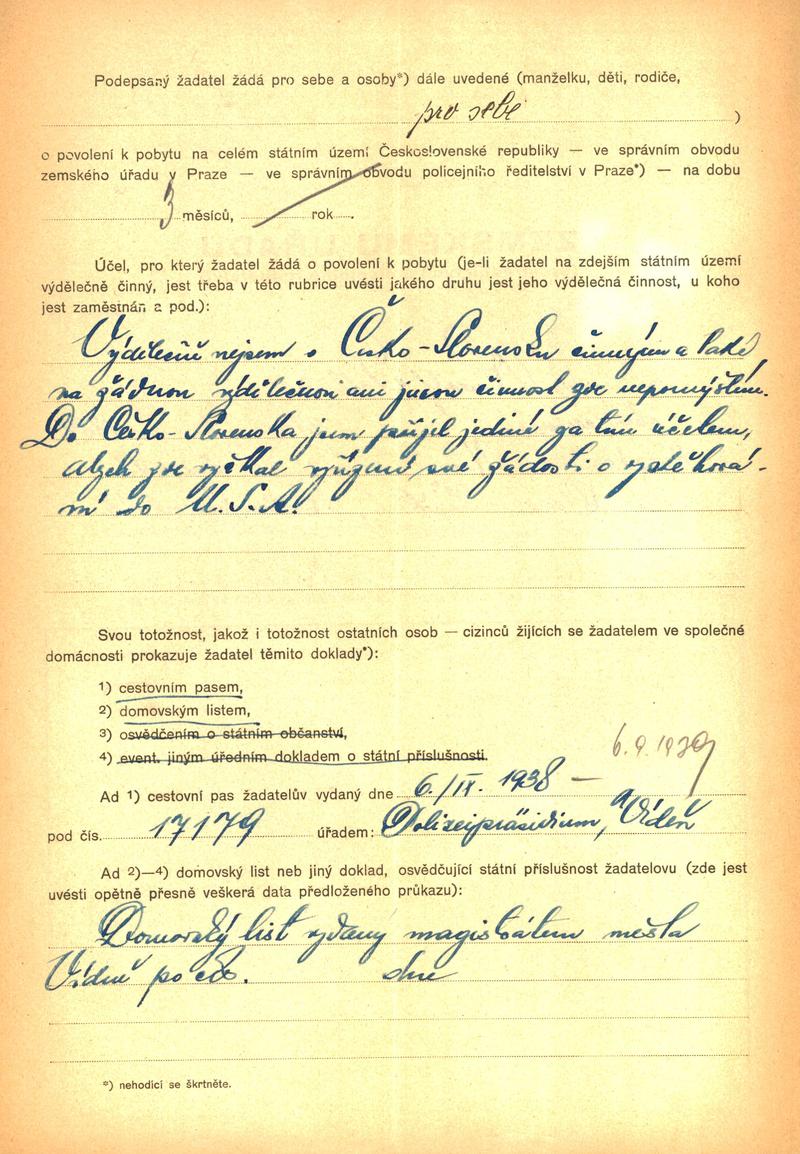 Podepsaný žadatel žádá pro sebe a osoby*) dále uvedené (manželku, děti, rodiče,
pro sebe )
o povolení k pobytu na celém státním území Československé republiky — ve správním obvodu
zemského úřadu v Praze — ve správním obvodu policejního ředitelství v Praze*) — na dobu
3 měsíců, rok
Účel, pro který žadatel žádá o povolení k pobytu (je-li žadatel na zdejším státním území
výdělečně činný, jest třeba v této rubrice uvésti jakého druhu jest jeho výdělečná činnost, u koho
jest zaměstnán a pod.):
Výdělečně nejsem v Česko-Slovensku činným a také
na žádnou výdělečnou ani jinou činnost zde nepomýšlím.
Do Česko-Slovenska jsem přijel jedině za tím účelem,
abych zde vyčkal vyřízení své žádosti o vystěhová-
ní do U.S.A.
Svou totožnost, jakož i totožnost ostatních osob — cizinců žijících se žadatelem ve společné
domácnosti prokazuje žadatel těmito doklady*):
1) cestovním pasem,
2) domovským listem,
3) osvědčením o státním občanství,
4) event. jiným úředním dokladem o státní příslušnosti.
6.9.1939
Ad 1) cestovní pas žadatelův vydaný dne 6./IX. 1938 —
pod čís. 17179 úřadem: Polizeipräsidium, Vídeň
Ad 2)—4) domovský list neb jiný doklad, osvědčující státní příslušnost žadatelovu (zde jest
uvésti opětně přesně veškerá data předloženého průkazu):
Domovský list vydaný magistrátem města
Vídně po čís. dne
*) nehodící se škrtněte.